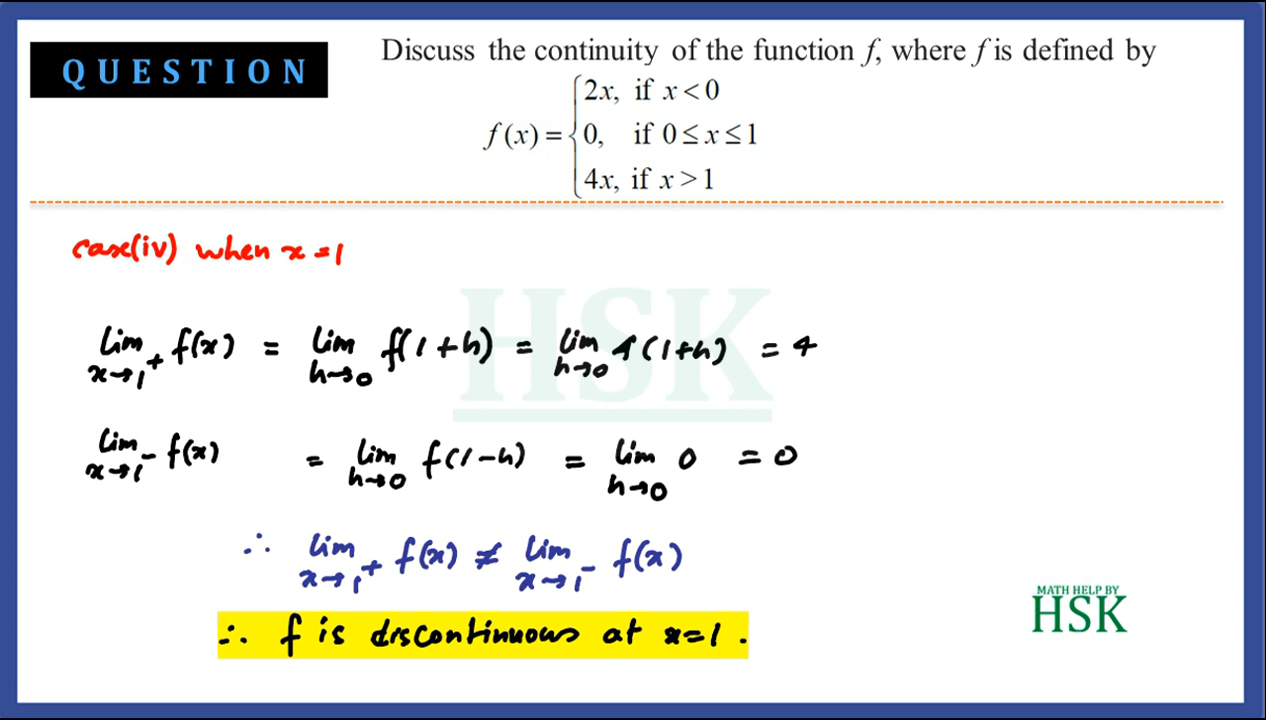 QUESTION
Discuss the continuity of the function f, where f is defined by
f(x) = { 2x, if x < 0
0, if 0 ≤ x ≤ 1
4x, if x > 1
case(iv) when x = 1
HSK
lim x→1⁺ f(x) = lim h→0 f(1+h) = lim h→0 4(1+h) = 4
lim x→1⁻ f(x) = lim h→0 f(1-h) = lim h→0 0 = 0
∴ lim x→1⁺ f(x) ≠ lim x→1⁻ f(x)
∴ f is discontinuous at x=1.
MATH HELP BY
HSK